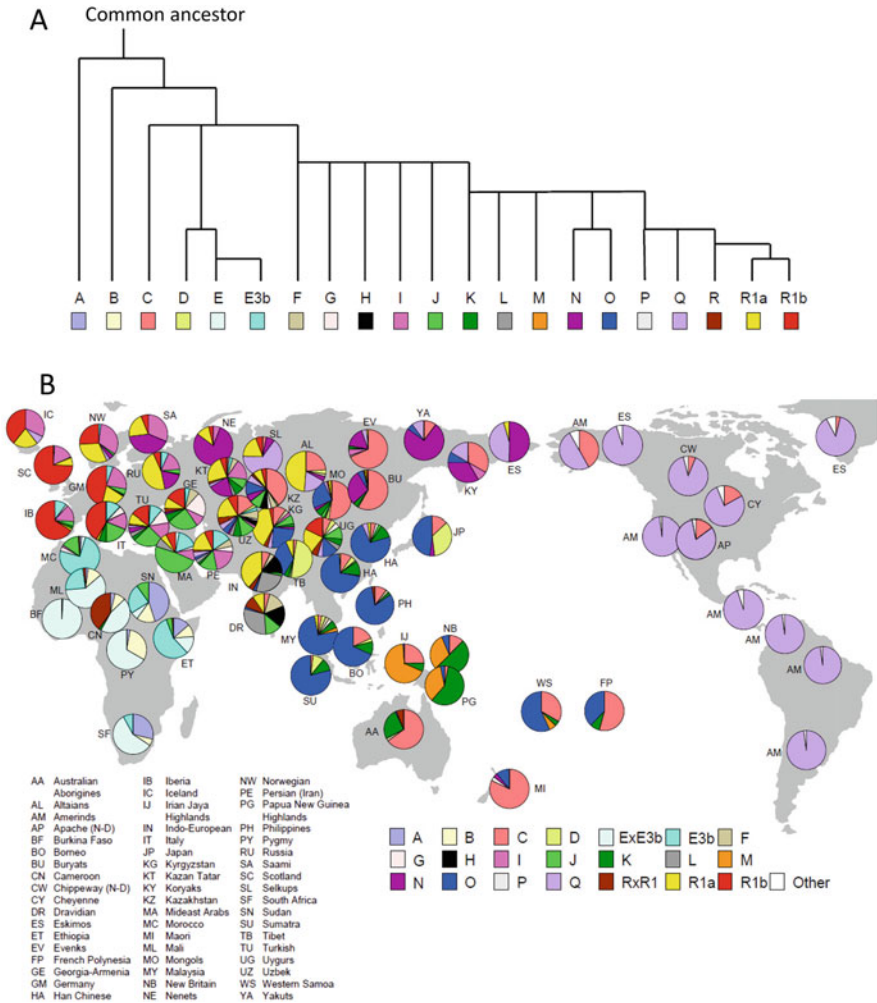 A
Common ancestor
A B C D E E3b F G H I J K L M N O P Q R R1a R1b
B
IC
NW
SA
NE
SL
AL
EV
YA
ES
AM
ES
CW
ES
SC
GM
RU
KT
KZ
MO
BU
KY
CY
IB
IT
TU
GE
UZ
KG
UG
JP
AM
AP
MC
MA
PE
IN
TB
HA
HA
ML
SN
DR
PH
AM
BF
CN
ET
MY
BO
IJ
NB
AM
PY
SU
PG
WS
FP
AM
SF
AA
AM
MI
AA Australian
Aborigines
AL Altaians
AM Amerinds
AP Apache (N-D)
BF Burkina Faso
BO Borneo
BU Buryats
CN Cameroon
CW Chippeway (N-D)
CY Cheyenne
DR Dravidian
ES Eskimos
ET Ethiopia
EV Evenks
FP French Polynesia
GE Georgia-Armenia
GM Germany
HA Han Chinese
IB Iberia
IC Iceland
IJ Irian Jaya
Highlands
IN Indo-European
IT Italy
JP Japan
KG Kyrgyzstan
KT Kazan Tatar
KY Koryaks
KZ Kazakhstan
MA Mideast Arabs
MC Morocco
MI Maori
ML Mali
MO Mongols
MY Malaysia
NB New Britain
NE Nenets
NW Norwegian
PE Persian (Iran)
PG Papua New Guinea
Highlands
PH Philippines
PY Pygmy
RU Russia
SA Saami
SC Scotland
SL Selkups
SF South Africa
SN Sudan
SU Sumatra
TB Tibet
TU Turkish
UG Uygurs
UZ Uzbek
WS Western Samoa
YA Yakuts
A B C D ExE3b E3b F
G H I J K L M
N O P Q RxR1 R1a R1b Other